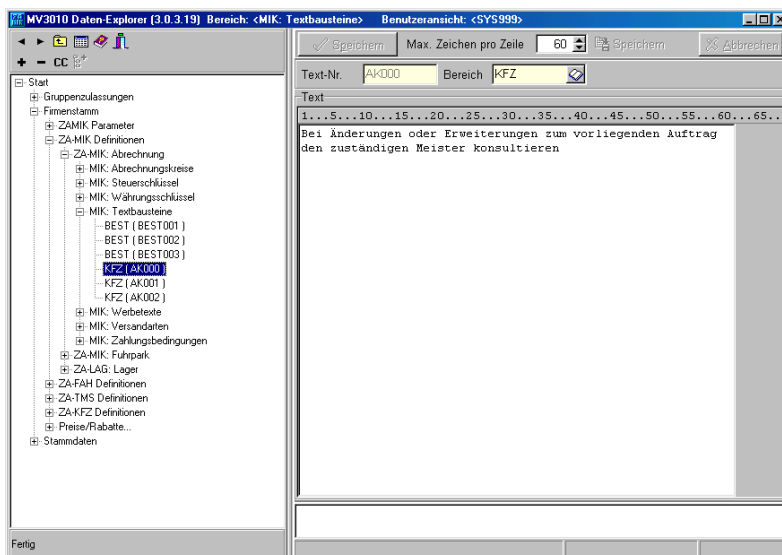 MV3010 Daten-Explorer (3.0.3.19) Bereich: <MIK: Textbausteine> Benutzeransicht: <SYS999>
CC
Start
Gruppenzulassungen
Firmenstamm
ZAMIK Parameter
ZA-MIK Definitionen
ZA-MIK: Abrechnung
MIK: Abrechnungskreise
MIK: Steuerschlüssel
MIK: Währungsschlüssel
MIK: Textbausteine
BEST ( BEST001 )
BEST ( BEST002 )
BEST ( BEST003 )
KFZ ( AK000 )
KFZ ( AK001 )
KFZ ( AK002 )
MIK: Werbetexte
MIK: Versandarten
MIK: Zahlungsbedingungen
ZA-MIK: Fuhrpark
ZA-LAG: Lager
ZA-FAH Definitionen
ZA-TMS Definitionen
ZA-KFZ Definitionen
Preise/Rabatte...
Stammdaten
Fertig
Speichern Max. Zeichen pro Zeile 60 Speichern Abbrechen
Text-Nr. AK000 Bereich KFZ
Text
1...5...10...15...20...25...30...35...40...45...50...55...60...65...
Bei Änderungen oder Erweiterungen zum vorliegenden Auftrag
den zuständigen Meister konsultieren